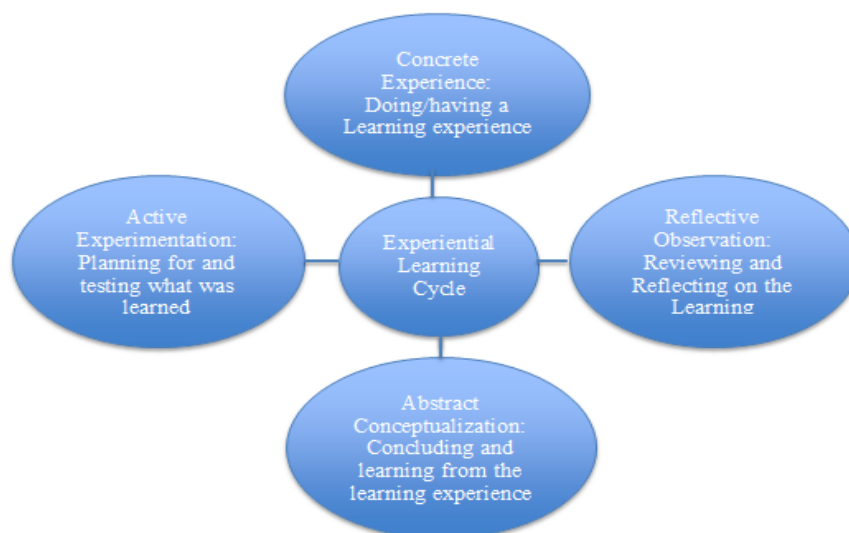 Concrete
Experience:
Doing/having a
Learning experience
Active
Experimentation:
Planning for and
testing what was
learned
Experiential
Learning
Cycle
Reflective
Observation:
Reviewing and
Reflecting on the
Learning
Abstract
Conceptualization:
Concluding and
learning from the
learning experience